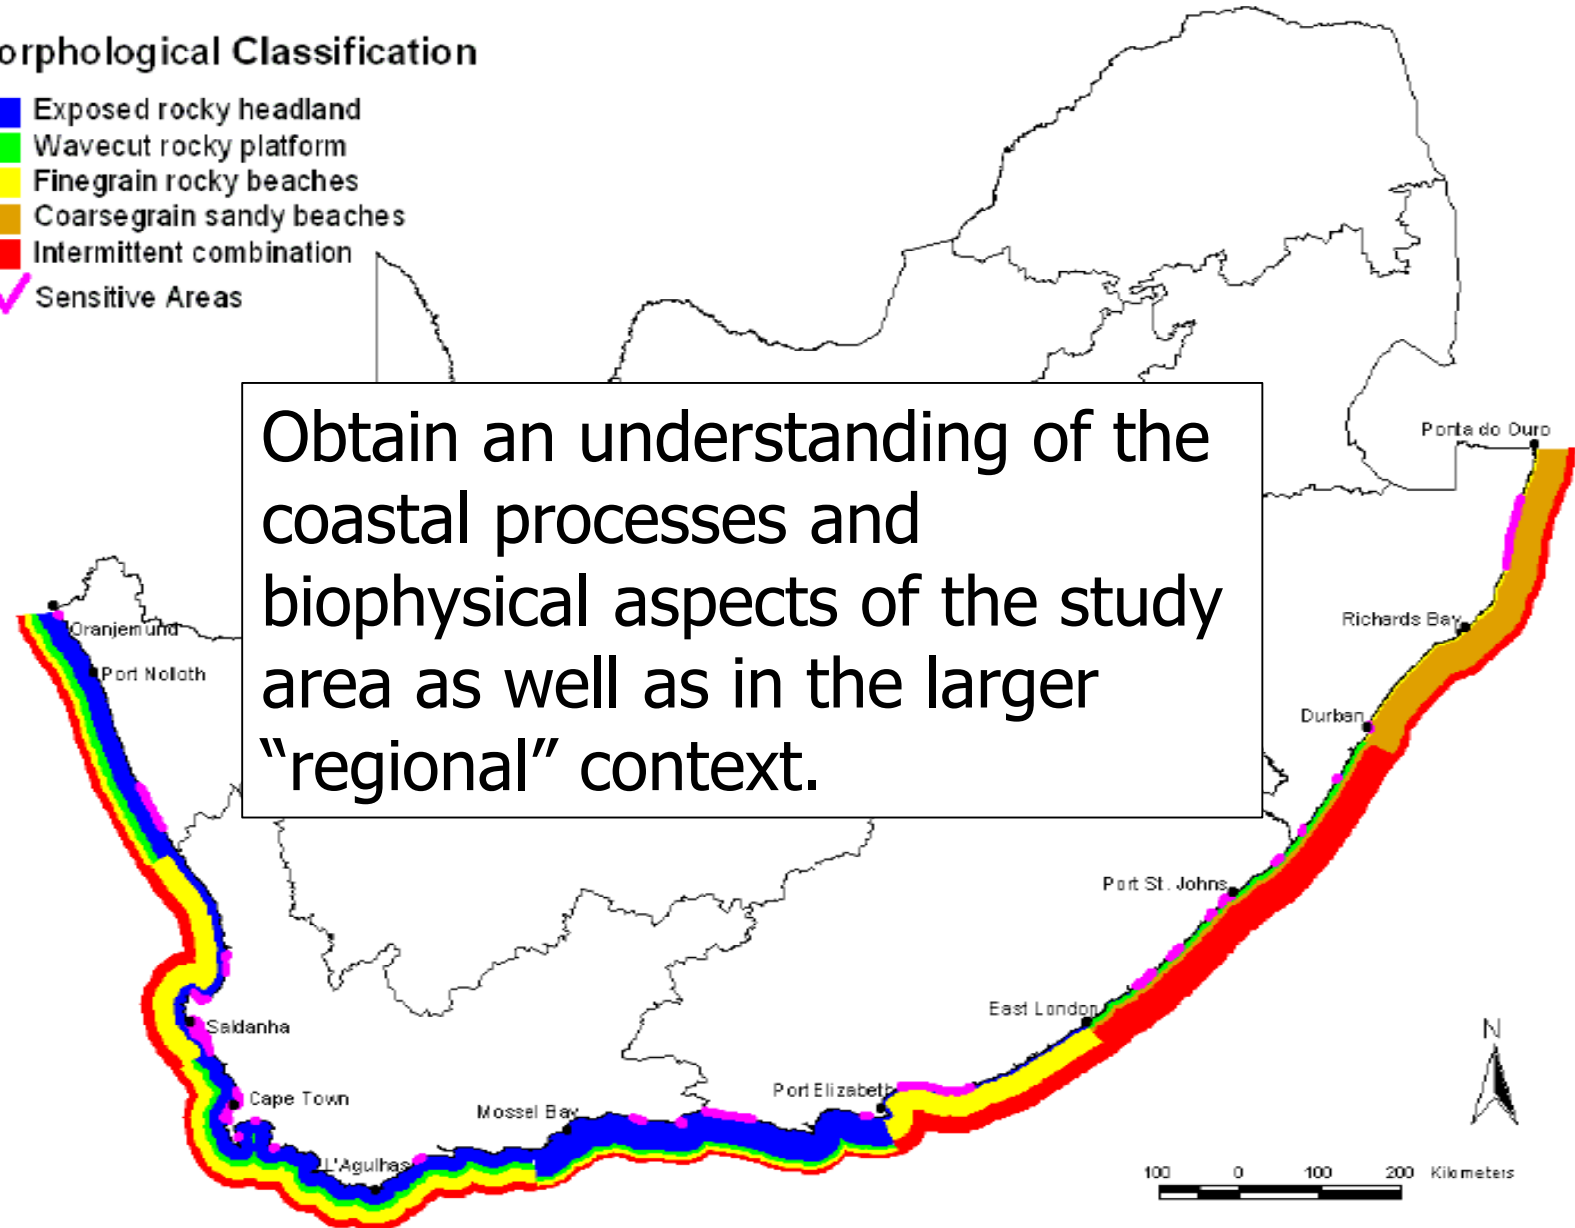 orphological Classification
Exposed rocky headland
Wavecut rocky platform
Finegrain rocky beaches
Coarsegrain sandy beaches
Intermittent combination
Sensitive Areas
Obtain an understanding of the
coastal processes and
biophysical aspects of the study
area as well as in the larger
“regional” context.
Ponta do Ouro
Richards Bay
Durban
Port St. Johns
East London
Port Elizabeth
Mossel Bay
L'Agulhas
Cape Town
Saldanha
Port Nolloth
Oranjemund
N
100 0 100 200 Kilometers